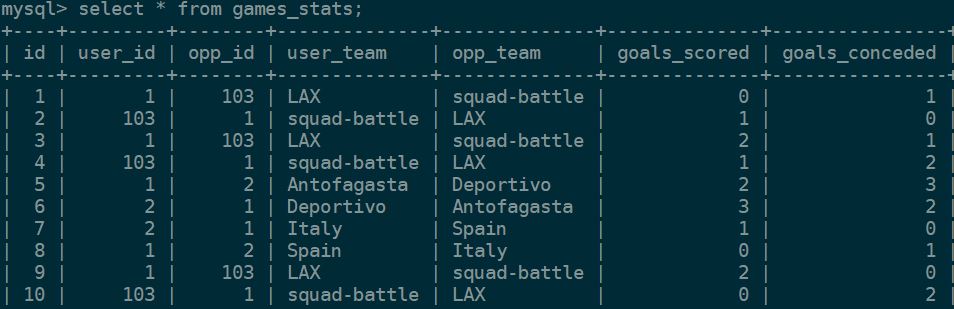 mysql> select * from games_stats;
+----+---------+--------+--------------+--------------+--------------+----------------+
| id | user_id | opp_id | user_team | opp_team | goals_scored | goals_conceded |
+----+---------+--------+--------------+--------------+--------------+----------------+
| 1 | 1 | 103 | LAX | squad-battle | 0 | 1 |
| 2 | 103 | 1 | squad-battle | LAX | 1 | 0 |
| 3 | 1 | 103 | LAX | squad-battle | 2 | 1 |
| 4 | 103 | 1 | squad-battle | LAX | 1 | 2 |
| 5 | 1 | 2 | Antofagasta | Deportivo | 2 | 3 |
| 6 | 2 | 1 | Deportivo | Antofagasta | 3 | 2 |
| 7 | 2 | 1 | Italy | Spain | 1 | 0 |
| 8 | 1 | 2 | Spain | Italy | 0 | 1 |
| 9 | 1 | 103 | LAX | squad-battle | 2 | 0 |
| 10 | 103 | 1 | squad-battle | LAX | 0 | 2 |